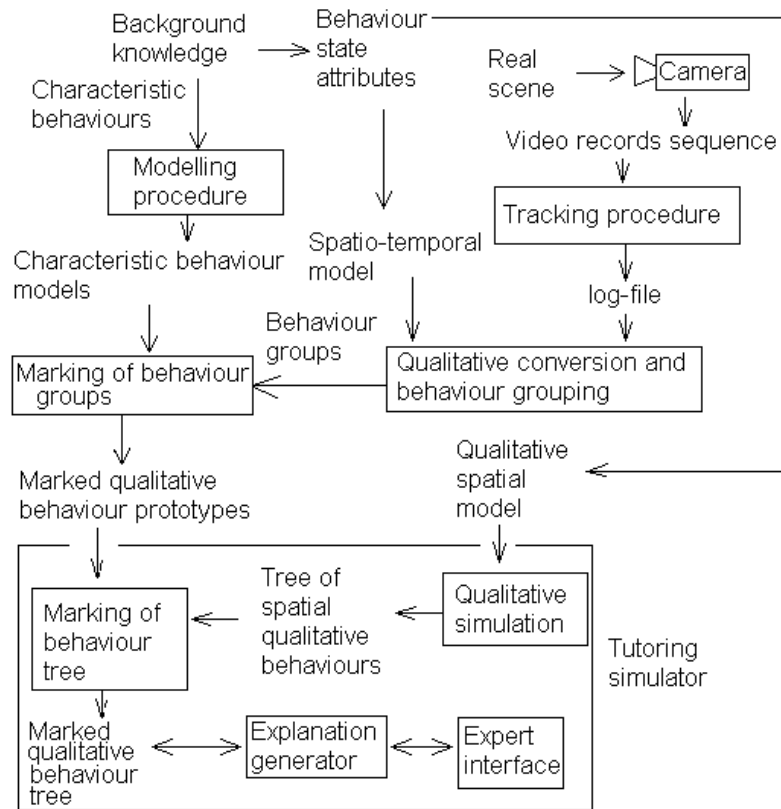 Background
knowledge
Behaviour
state
attributes
Real
scene
Camera
Characteristic
behaviours
Video records sequence
Modelling
procedure
Tracking procedure
Spatio-temporal
model
Characteristic behaviour
models
log-file
Behaviour
groups
Marking of behaviour
groups
Qualitative conversion and
behaviour grouping
Qualitative
spatial
model
Marked qualitative
behaviour prototypes
Tree of
spatial
qualitative
behaviours
Marking of
behaviour
tree
Qualitative
simulation
Tutoring
simulator
Marked
qualitative
behaviour
tree
Explanation
generator
Expert
interface